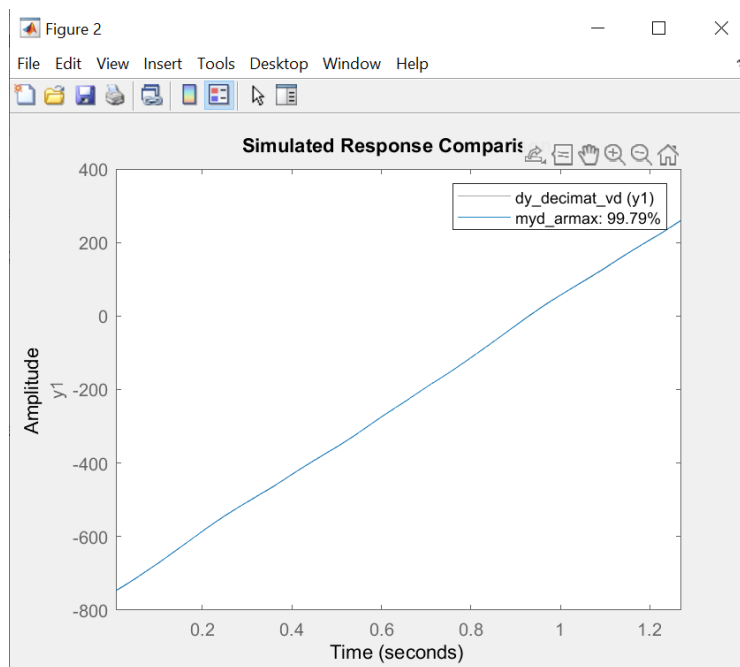 Figure 2
File Edit View Insert Tools Desktop Window Help
Simulated Response Comparis
dy_decimat_vd (y1)
myd_armax: 99.79%
400
200
0
-200
-400
-600
-800
Amplitude
y1
0.2 0.4 0.6 0.8 1 1.2
Time (seconds)